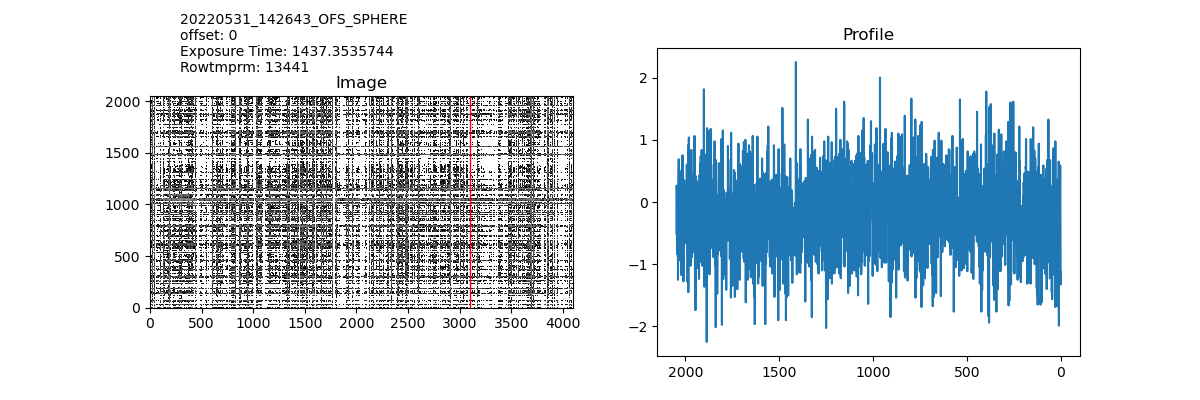 20220531_142643_OFS_SPHERE
offset: 0
Exposure Time: 1437.3535744
Rowtmprm: 13441
Image
2000
1500
1000
500
0
0 500 1000 1500 2000 2500 3000 3500 4000
Profile
2
1
0
−1
−2
2000 1500 1000 500 0